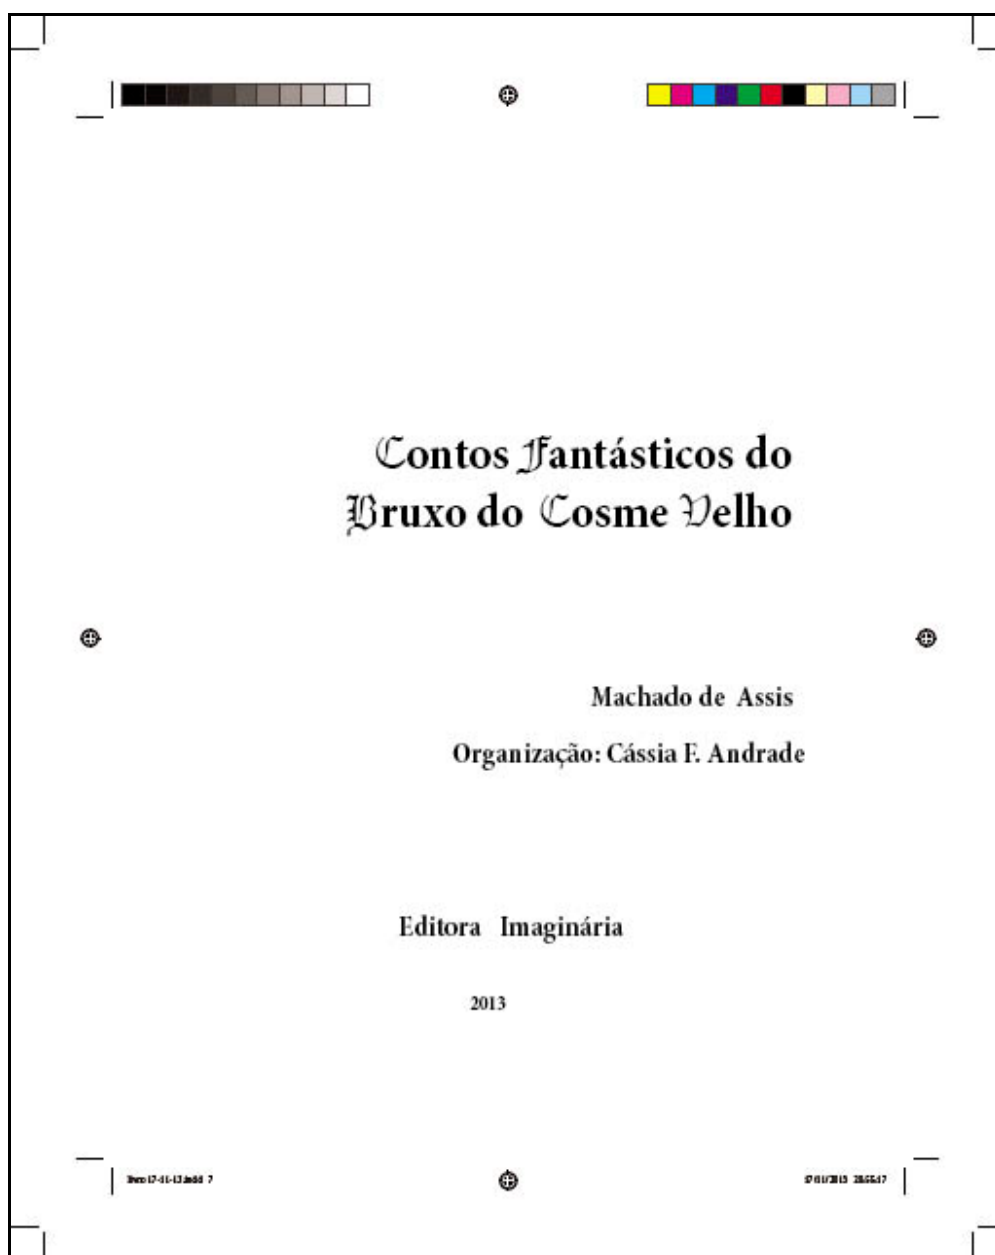 Contos Fantásticos do
Bruxo do Cosme Velho
Machado de Assis
Organização: Cássia F. Andrade
Editora Imaginária
2013